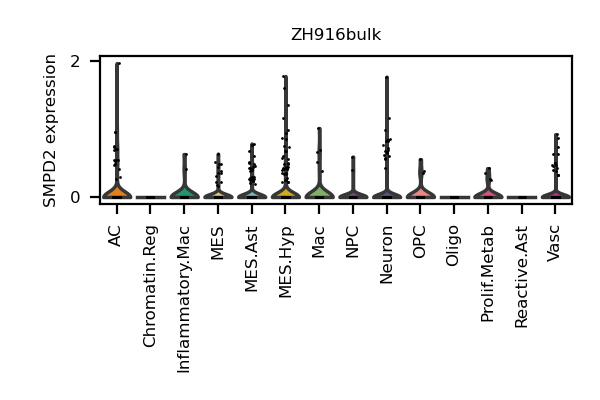 ZH916bulk
SMPD2 expression
2
0
AC
Chromatin.Reg
Inflammatory.Mac
MES
MES.Ast
MES.Hyp
Mac
NPC
Neuron
OPC
Oligo
Prolif.Metab
Reactive.Ast
Vasc